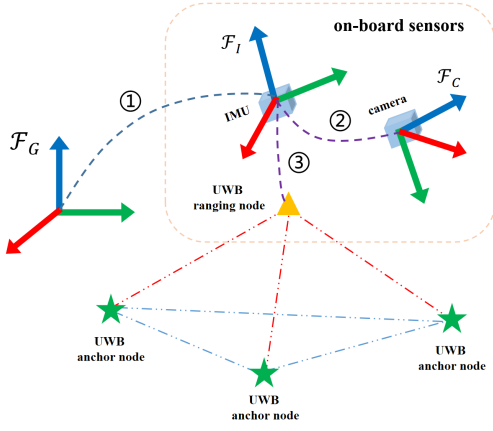 on-board sensors
F_I
①
F_C
camera
IMU
②
F_G
③
UWB
ranging node
UWB
anchor node
UWB
anchor node
UWB
anchor node